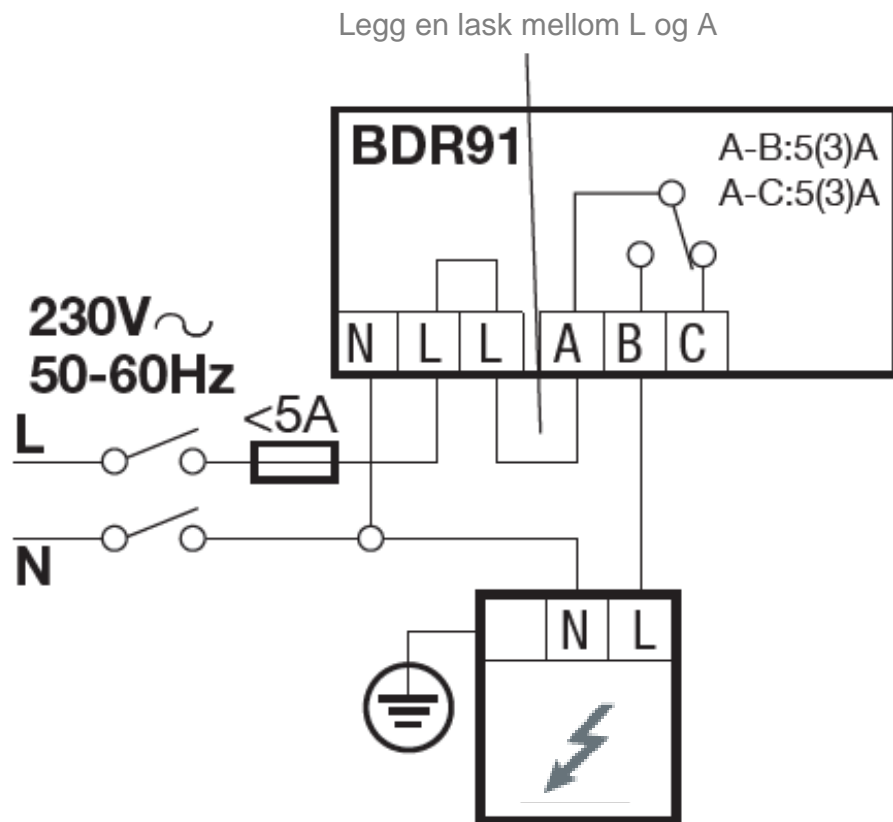 Legg en lask mellom L og A
BDR91
A-B:5(3)A
A-C:5(3)A
230V
50-60Hz
N L L A B C
<5A
L
N
N L